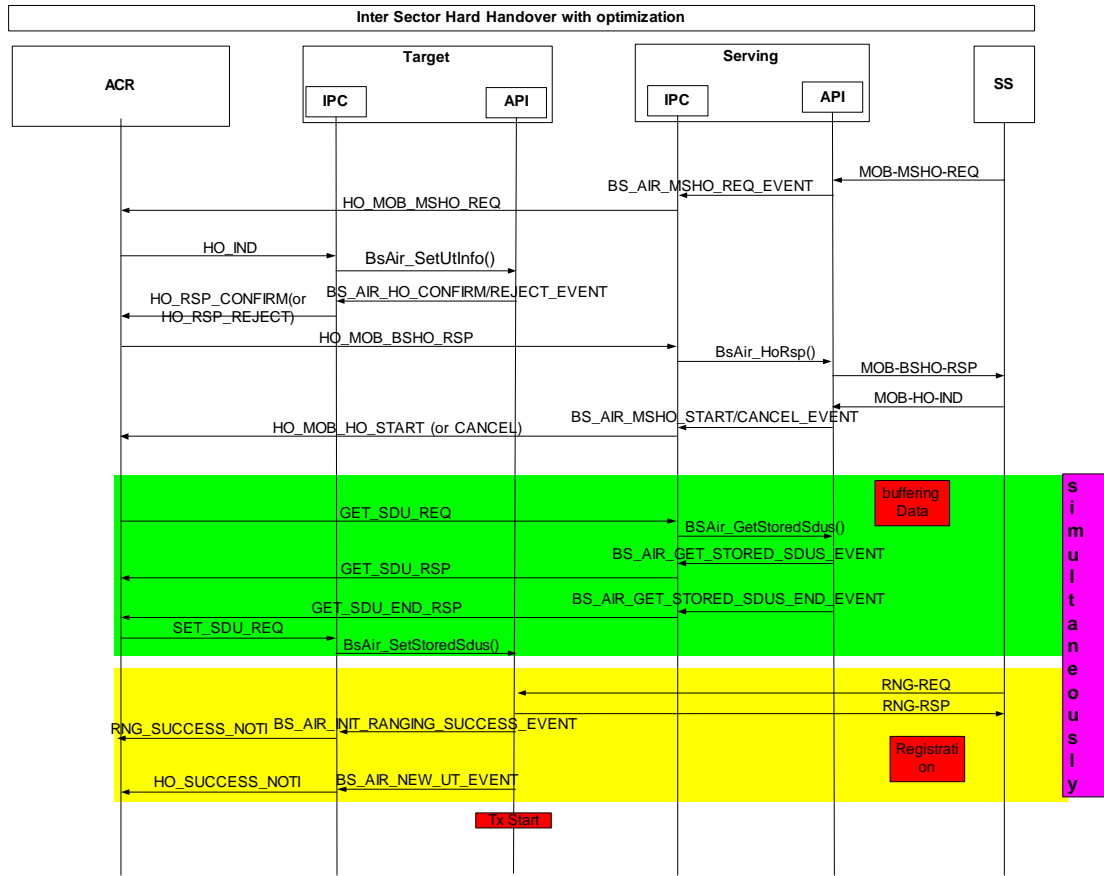 Inter Sector Hard Handover with optimization
Target
Serving
ACR
IPC
API
IPC
API
SS
MOB-MSHO-REQ
BS_AIR_MSHO_REQ_EVENT
HO_MOB_MSHO_REQ
HO_IND
BsAir_SetUtInfo()
BS_AIR_HO_CONFIRM/REJECT_EVENT
HO_RSP_CONFIRM(or
HO_RSP_REJECT)
HO_MOB_BSHO_RSP
BsAir_HoRsp()
MOB-BSHO-RSP
MOB-HO-IND
BS_AIR_MSHO_START/CANCEL_EVENT
HO_MOB_HO_START (or CANCEL)
buffering
Data
GET_SDU_REQ
BSAir_GetStoredSdus()
BS_AIR_GET_STORED_SDUS_EVENT
GET_SDU_RSP
BS_AIR_GET_STORED_SDUS_END_EVENT
GET_SDU_END_RSP
SET_SDU_REQ
BsAir_SetStoredSdus()
RNG-REQ
RNG-RSP
BS_AIR_INIT_RANGING_SUCCESS_EVENT
RNG_SUCCESS_NOTI
Registrati
on
BS_AIR_NEW_UT_EVENT
HO_SUCCESS_NOTI
Tx Start
s
i
m
u
l
t
a
n
e
o
u
s
l
y